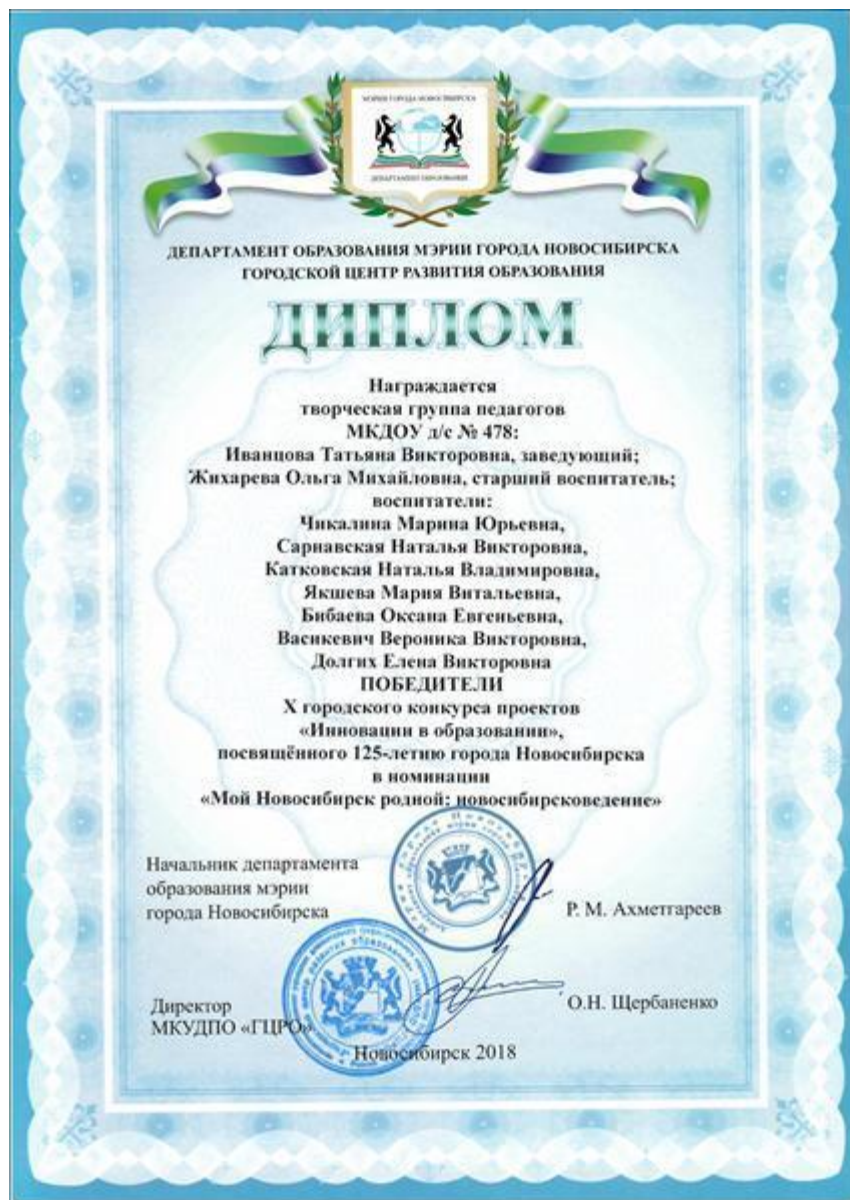 МЭРИЯ ГОРОДА НОВОСИБИРСКА
ДЕПАРТАМЕНТ ОБРАЗОВАНИЯ
ДЕПАРТАМЕНТ ОБРАЗОВАНИЯ МЭРИИ ГОРОДА НОВОСИБИРСКА
ГОРОДСКОЙ ЦЕНТР РАЗВИТИЯ ОБРАЗОВАНИЯ
ДИПЛОМ
Награждается
творческая группа педагогов
МКДОУ д/с № 478:
Иванцова Татьяна Викторовна, заведующий;
Жихарева Ольга Михайловна, старший воспитатель;
воспитатели:
Чикалина Марина Юрьевна,
Сарнавская Наталья Викторовна,
Катковская Наталья Владимировна,
Якшева Мария Витальевна,
Бибаева Оксана Евгеньевна,
Васикевич Вероника Викторовна,
Долгих Елена Викторовна
ПОБЕДИТЕЛИ
X городского конкурса проектов
«Инновации в образовании»,
посвящённого 125-летию города Новосибирска
в номинации
«Мой Новосибирск родной: новосибирсковедение»
Начальник департамента
образования мэрии
города Новосибирска
Р. М. Ахметгареев
Директор
МКУДПО «ГЦРО»
О.Н. Щербаненко
Новосибирск 2018